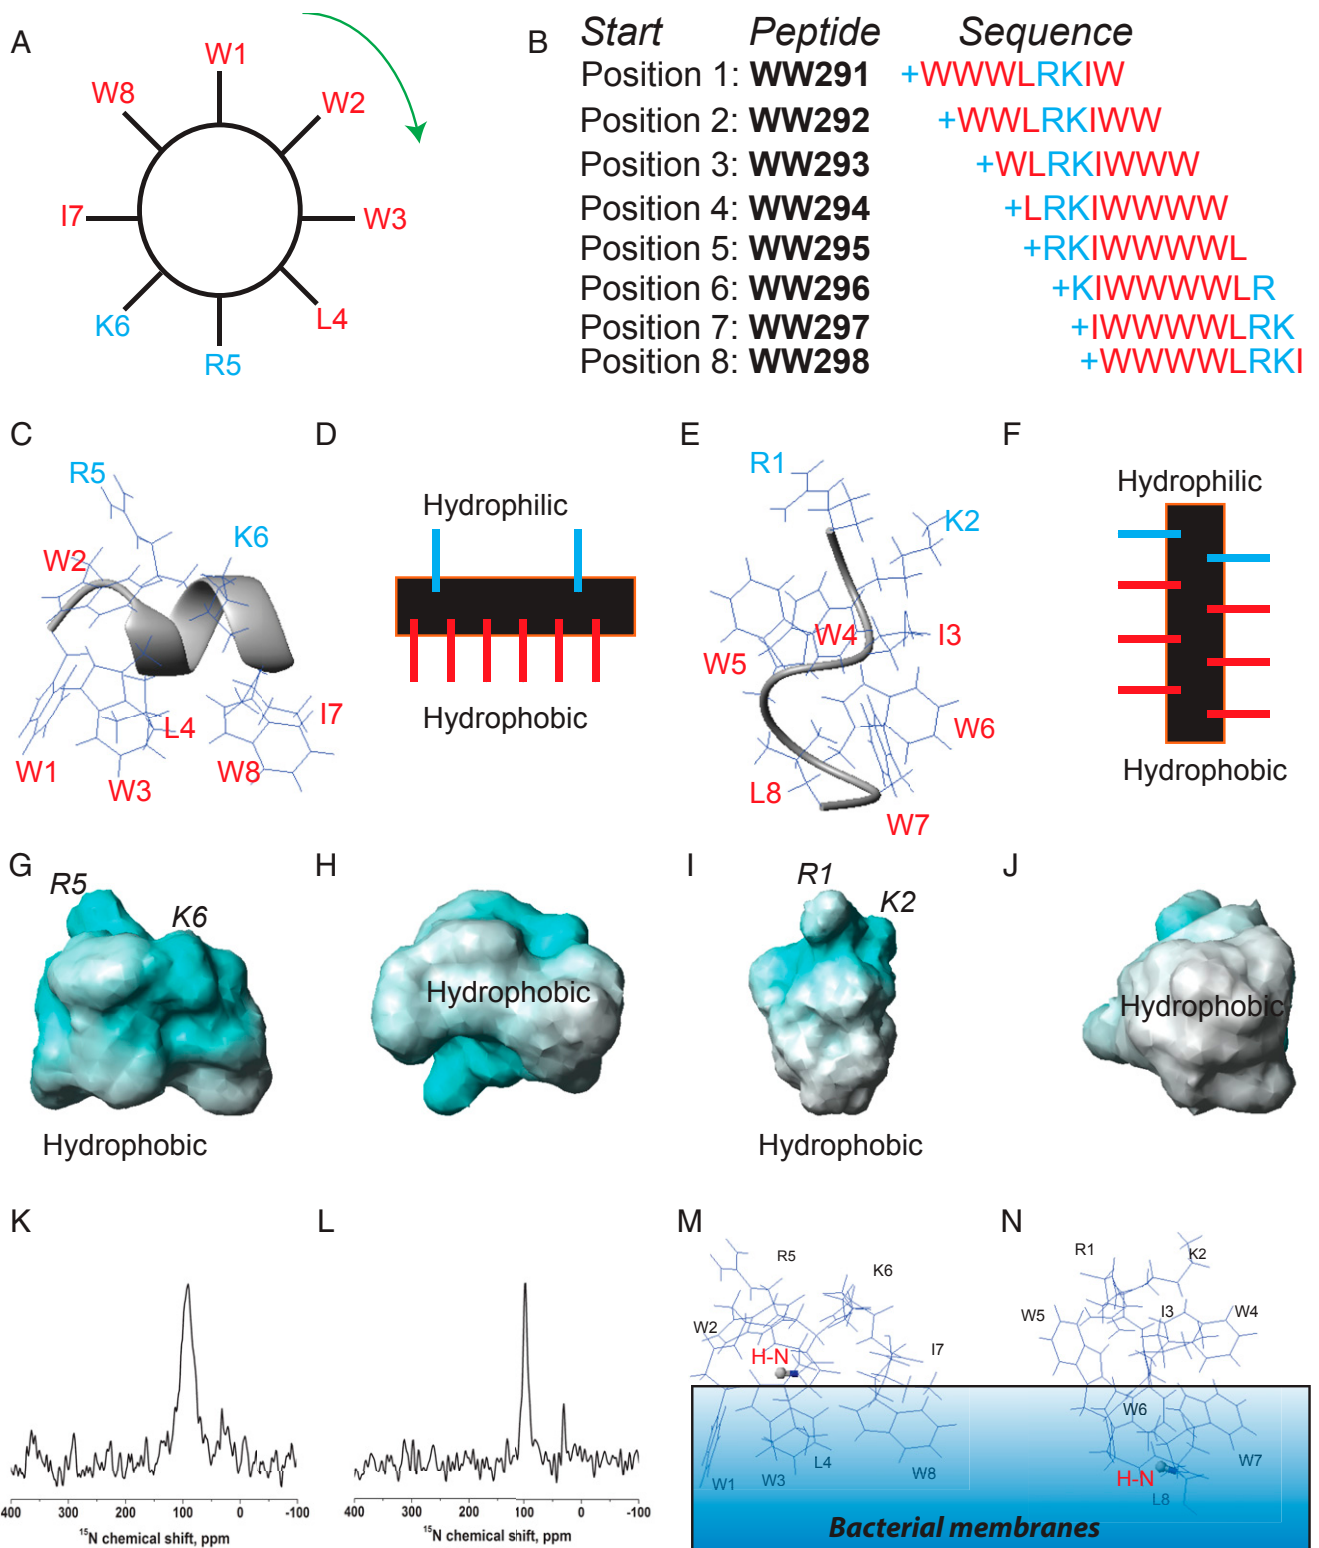 A
W1
W2
W3
L4
R5
K6
I7
W8
B
Start Peptide Sequence
Position 1: WW291 +WWWLRKIW
Position 2: WW292 +WWLRKIWW
Position 3: WW293 +WLRKIWWW
Position 4: WW294 +LRKIWWWW
Position 5: WW295 +RKIWWWWL
Position 6: WW296 +KIWWWWLR
Position 7: WW297 +IWWWWLRK
Position 8: WW298 +WWWWLRKI
C
R5
K6
W2
L4
I7
W1
W3
W8
D
Hydrophilic
Hydrophobic
E
R1
K2
W4
I3
W5
W6
L8
W7
F
Hydrophilic
Hydrophobic
G
R5
K6
Hydrophobic
H
Hydrophobic
I
R1
K2
Hydrophobic
J
Hydrophobic
K
400 300 200 100 0 -100
15N chemical shift, ppm
L
400 300 200 100 0 -100
15N chemical shift, ppm
M
R5
K6
W2
H-N
I7
L4
W1
W3
W8
N
R1
K2
W5
I3
W4
W6
W7
H-N
L8
Bacterial membranes